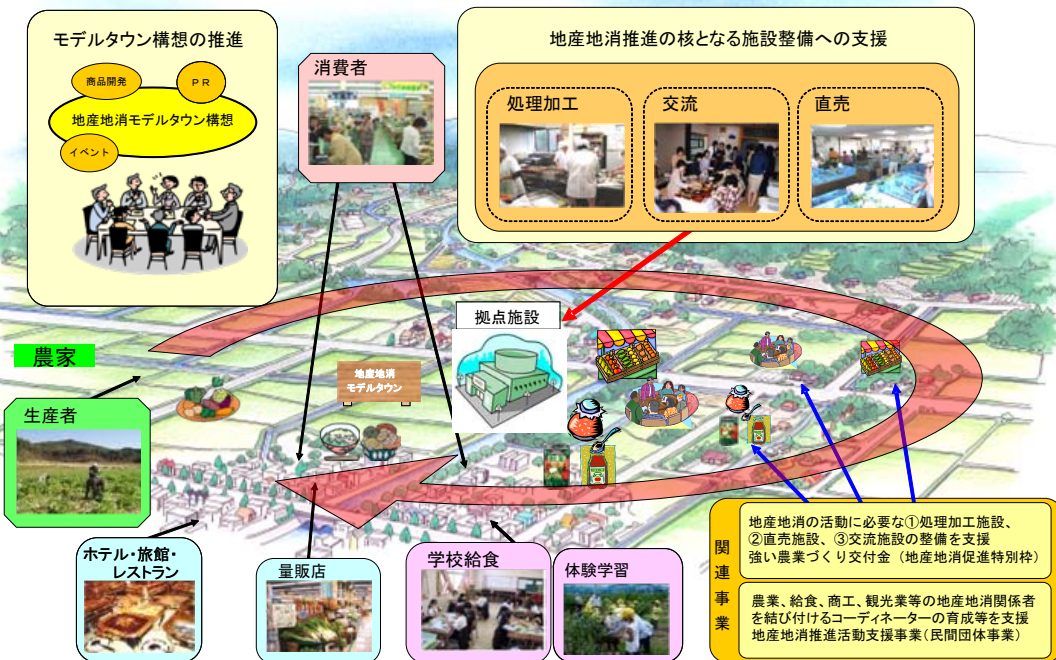 モデルタウン構想の推進
商品開発
PR
地産地消モデルタウン構想
イベント
消費者
地産地消推進の核となる施設整備への支援
処理加工
交流
直売
拠点施設
農家
地産地消
モデルタウン
生産者
ホテル・旅館・
レストラン
量販店
学校給食
体験学習
関連事業
地産地消の活動に必要な①処理加工施設、
②直売施設、③交流施設の整備を支援
強い農業づくり交付金（地産地消促進特別枠）
農業、給食、商工、観光業等の地産地消関係者
を結び付けるコーディネーターの育成等を支援
地産地消推進活動支援事業（民間団体事業）